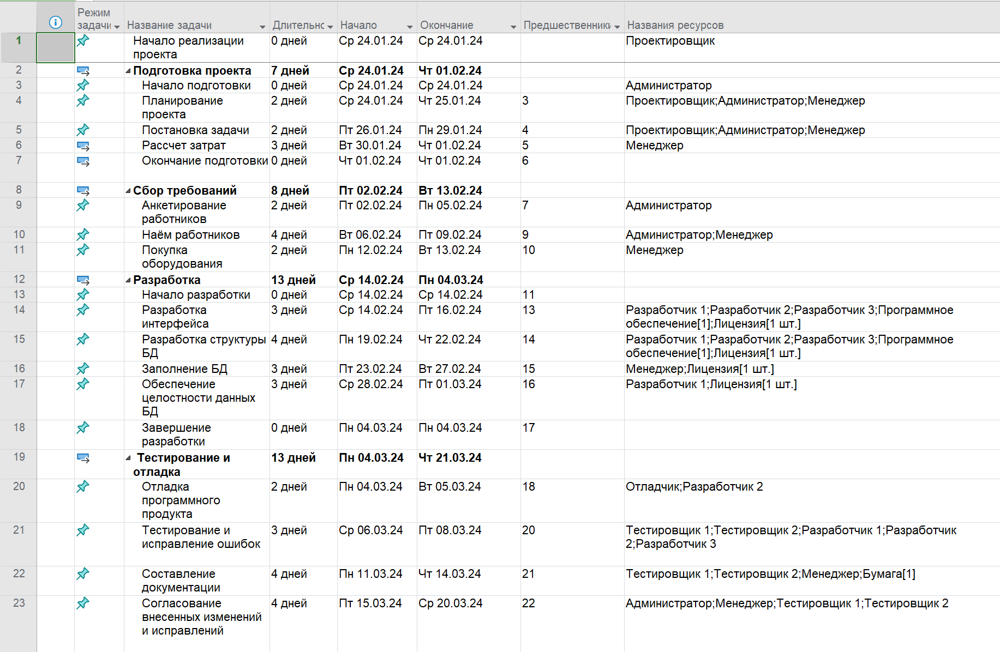 Режим задачи Название задачи Длительнс Начало Окончание Предшественники Названия ресурсов
1 Начало реализации проекта 0 дней Ср 24.01.24 Ср 24.01.24 Проектировщик
2 Подготовка проекта 7 дней Ср 24.01.24 Чт 01.02.24
3 Начало подготовки 0 дней Ср 24.01.24 Ср 24.01.24 Администратор
4 Планирование проекта 2 дней Ср 24.01.24 Чт 25.01.24 3 Проектировщик;Администратор;Менеджер
5 Постановка задачи 2 дней Пт 26.01.24 Пн 29.01.24 4 Проектировщик;Администратор;Менеджер
6 Рассчет затрат 3 дней Вт 30.01.24 Чт 01.02.24 5 Менеджер
7 Окончание подготовки 0 дней Чт 01.02.24 Чт 01.02.24 6
8 Сбор требований 8 дней Пт 02.02.24 Вт 13.02.24
9 Анкетирование работников 2 дней Пт 02.02.24 Пн 05.02.24 7 Администратор
10 Наём работников 4 дней Вт 06.02.24 Пт 09.02.24 9 Администратор;Менеджер
11 Покупка оборудования 2 дней Пн 12.02.24 Вт 13.02.24 10 Менеджер
12 Разработка 13 дней Ср 14.02.24 Пн 04.03.24
13 Начало разработки 0 дней Ср 14.02.24 Ср 14.02.24 11
14 Разработка интерфейса 3 дней Ср 14.02.24 Пт 16.02.24 13 Разработчик 1;Разработчик 2;Разработчик 3;Программное обеспечение[1];Лицензия[1 шт.]
15 Разработка структуры БД 4 дней Пн 19.02.24 Чт 22.02.24 14 Разработчик 1;Разработчик 2;Разработчик 3;Программное обеспечение[1];Лицензия[1 шт.]
16 Заполнение БД 3 дней Пт 23.02.24 Вт 27.02.24 15 Менеджер;Лицензия[1 шт.]
17 Обеспечение целостности данных БД 3 дней Ср 28.02.24 Пт 01.03.24 16 Разработчик 1;Лицензия[1 шт.]
18 Завершение разработки 0 дней Пн 04.03.24 Пн 04.03.24 17
19 Тестирование и отладка 13 дней Пн 04.03.24 Чт 21.03.24
20 Отладка программного продукта 2 дней Пн 04.03.24 Вт 05.03.24 18 Отладчик;Разработчик 2
21 Тестирование и исправление ошибок 3 дней Ср 06.03.24 Пт 08.03.24 20 Тестировщик 1;Тестировщик 2;Разработчик 1;Разработчик 2;Разработчик 3
22 Составление документации 4 дней Пн 11.03.24 Чт 14.03.24 21 Тестировщик 1;Тестировщик 2;Менеджер;Бумага[1]
23 Согласование внесенных изменений и исправлений 4 дней Пт 15.03.24 Ср 20.03.24 22 Администратор;Менеджер;Тестировщик 1;Тестировщик 2